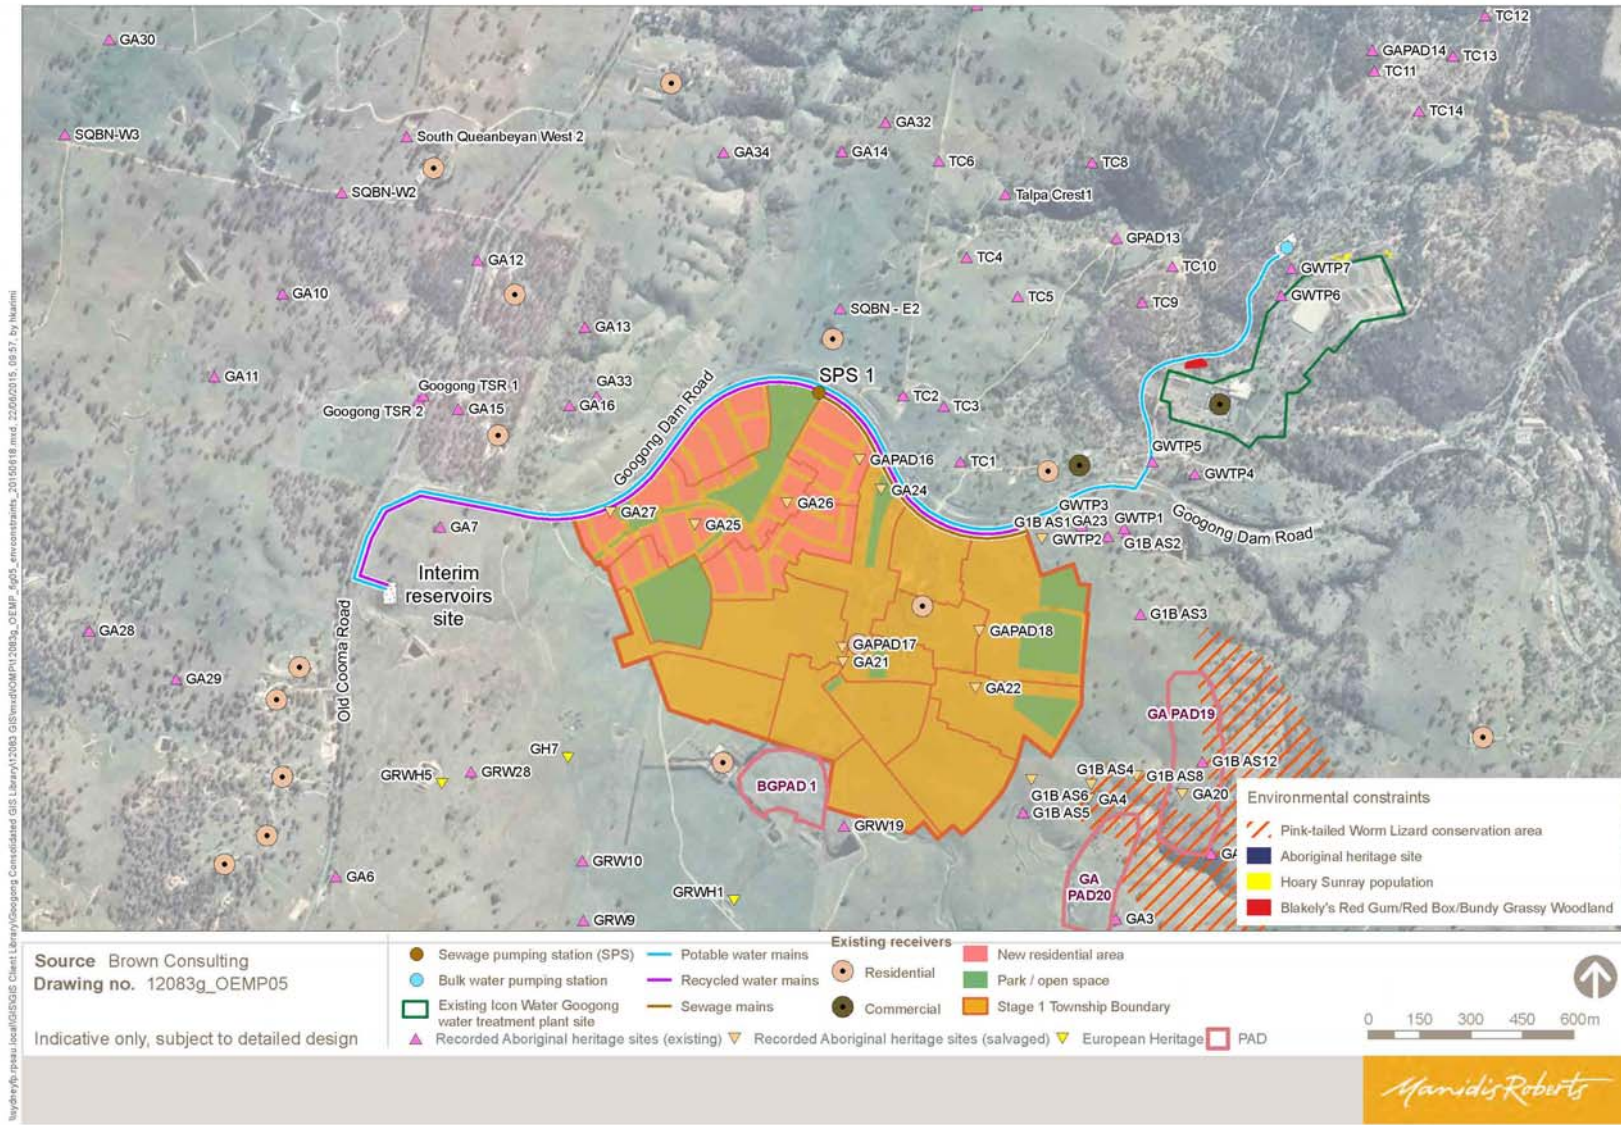 TC12
GA30
GAPAD14
TC13
TC11
TC14
GA32
SQBN-W3
South Queanbeyan West 2
GA34
GA14
TC6
TC8
SQBN-W2
Talpa Crest1
GPAD13
GA12
TC4
TC10
GWTP7
GA10
TC5
TC9
GWTP6
SQBN - E2
GA13
GA11
SPS 1
Googong TSR 1
GA33
Googong TSR 2
GA15
GA16
Googong Dam Road
TC2
TC3
GAPAD16
TC1
GWTP5
GWTP4
GA24
GA26
GA27
GA25
GWTP3
G1B AS1
GA23
GWTP1
Googong Dam Road
GA7
GWTP2
G1B AS2
Interim
reservoirs
site
Old Cooma Road
G1B AS3
GA28
GAPAD17
GAPAD18
GA21
GA29
GA22
GA PAD19
GH7
GRWH5
GRW28
BGPAD 1
G1B AS4
G1B AS12
G1B AS8
G1B AS6
GA4
GA20
G1B AS5
GRW19
GRW10
GA6
GRWH1
GA
PAD20
GRW9
GA3
GA
Environmental constraints
Pink-tailed Worm Lizard conservation area
Aboriginal heritage site
Hoary Sunray population
Blakely's Red Gum/Red Box/Bundy Grassy Woodland
Source Brown Consulting
Drawing no. 12083g_OEMP05
Indicative only, subject to detailed design
Sewage pumping station (SPS)
Bulk water pumping station
Existing Icon Water Googong
water treatment plant site
Potable water mains
Recycled water mains
Sewage mains
Existing receivers
Residential
Commercial
New residential area
Park / open space
Stage 1 Township Boundary
Recorded Aboriginal heritage sites (existing)
Recorded Aboriginal heritage sites (salvaged)
European Heritage
PAD
0 150 300 450 600m
Manidis Roberts